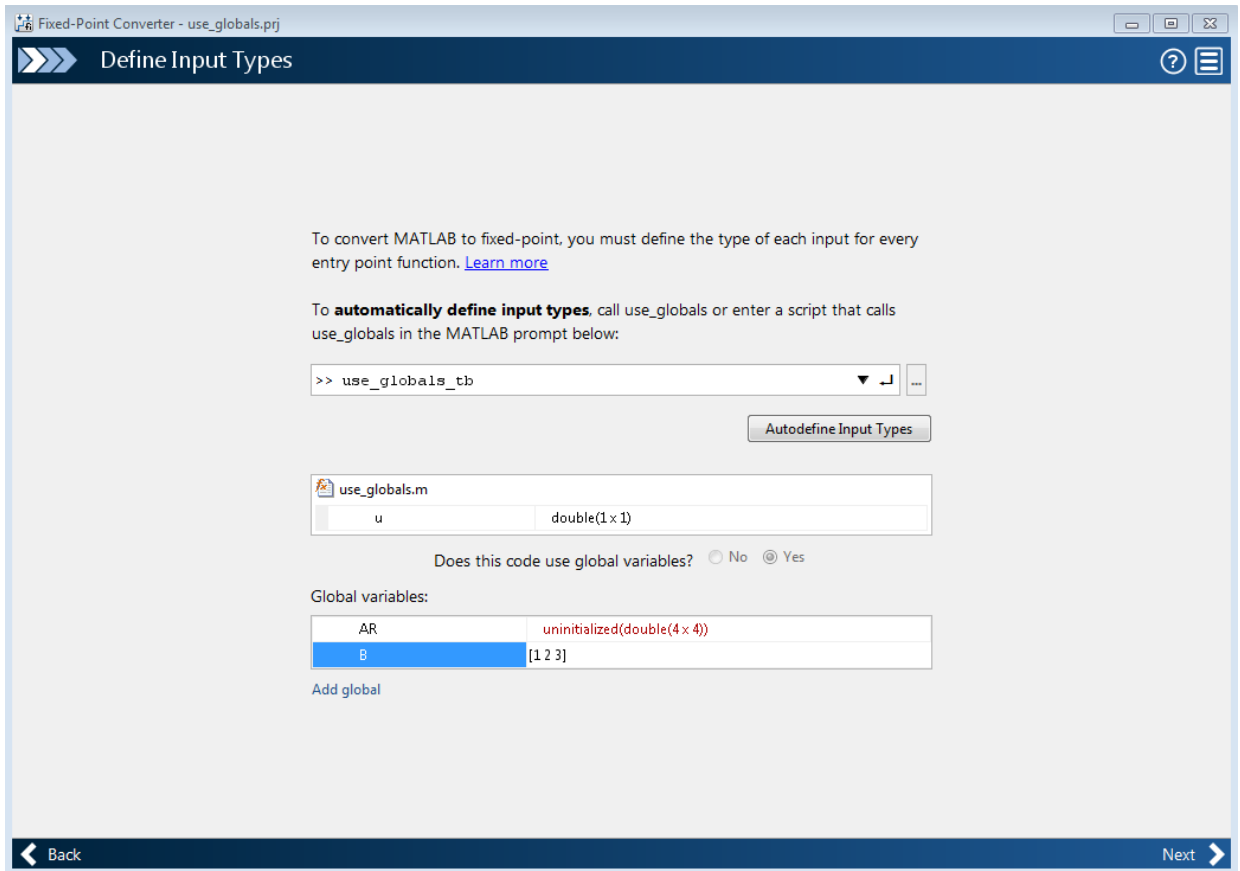 Fixed-Point Converter - use_globals.prj
Define Input Types
To convert MATLAB to fixed-point, you must define the type of each input for every
entry point function. Learn more
To automatically define input types, call use_globals or enter a script that calls
use_globals in the MATLAB prompt below:
>> use_globals_tb
...
Autodefine Input Types
use_globals.m
u double(1 x 1)
Does this code use global variables? No Yes
Global variables:
AR uninitialized(double(4 x 4))
B [1 2 3]
Add global
Back Next